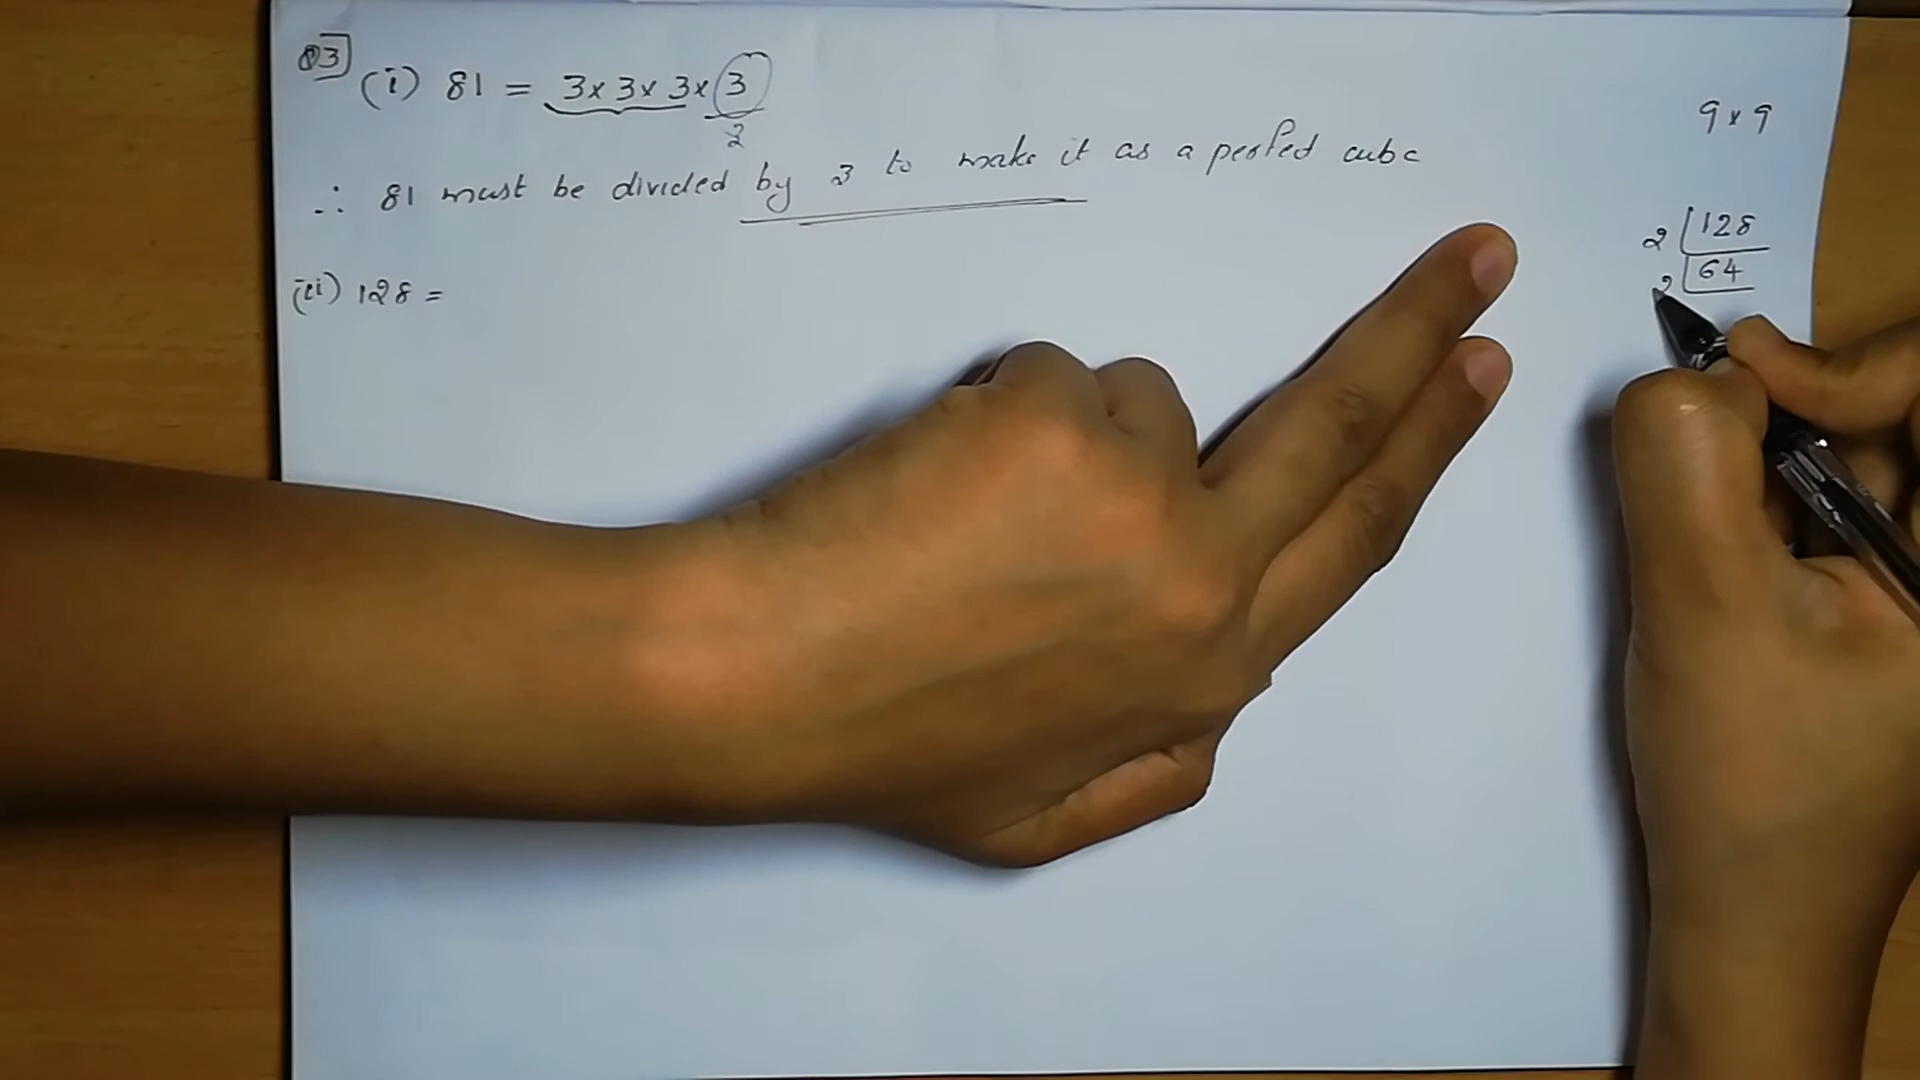 Q3
(i) 81 = 3 x 3 x 3 x 3
3
∴ 81 must be divided by 3 to make it as a perfect cube
9 x 9
(ii) 128 =
2 | 128
2 | 64